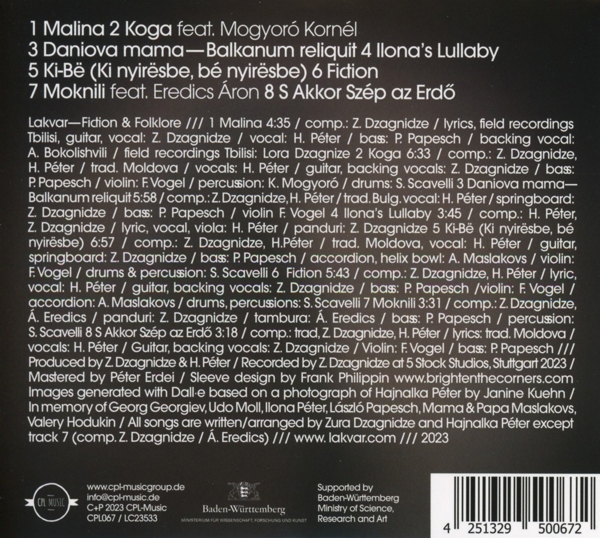 1 Malina 2 Koga feat. Mogyoró Kornél
3 Daniova mama—Balkanum reliquit 4 Ilona's Lullaby
5 Ki-Bë (Ki nyirësbe, bé nyirësbe) 6 Fiction
7 Moknili feat. Eredics Áron 8 S Akkor Szép az Erdő
Lakvar—Fidion & Folklore /// 1 Malina 4:35 / comp.: Z. Dzagnidze / lyrics, field recordings
Tbilisi, guitar, vocal: Z. Dzagnidze / vocal: H. Péter / bass: P. Papesch / backing vocal:
A. Bokolishvili / field recordings Tbilisi: Lora Dzagnize 2 Koga 6:33 / comp.: Z. Dzagnidze,
H. Péter / trad. Moldova / vocals: H. Péter / guitar, backing vocals: Z. Dzagnidze / bass:
P. Papesch / violin: F. Vogel / percussion: K. Mogyoró / drums: S. Scavelli 3 Daniova mama—
Balkanum reliquit 5:58 / comp.: Z. Dzagnidze, H. Péter / trad. Bulg. vocal: H. Péter / springboard:
Z. Dzagnidze / bass: P. Papesch / violin F. Vogel 4 Ilona's Lullaby 3:45 / comp.: H. Péter,
Z. Dzagnidze / lyric, vocal, viola: H. Péter / panduri: Z. Dzagnidze 5 Ki-Bë (Ki nyirësbe, bé
nyirësbe) 6:57 / comp.: Z. Dzagnidze, H.Péter / trad. Moldova, vocal: H. Péter / guitar,
springboard: Z. Dzagnidze / bass: P. Papesch / accordion, helix bowl: A. Maslakovs / violin:
F. Vogel / drums & percussion: S. Scavelli 6 Fidion 5:43 / comp.: Z. Dzagnidze, H. Péter / lyric,
vocal: H. Péter / guitar, backing vocals: Z. Dzagnidze / bass: P. Papesch / violin: F. Vogel /
accordion: A. Maslakovs / drums, percussions: S. Scavelli 7 Moknili 3:31 / comp.: Z. Dzagnidze,
Á. Eredics / panduri: Z. Dzagnidze / tambura: Á. Eredics / bass: P. Papesch / percussion:
S. Scavelli 8 S Akkor Szép az Erdő 3:18 / comp.: trad, Z. Dzagnidze, H. Péter / lyrics: trad. Moldova /
vocals: H. Péter / Guitar, backing vocals: Z. Dzagnidze / Violin: F. Vogel / bass: P. Papesch ///
Produced by Z. Dzagnidze & H. Péter / Recorded by Z. Dzagnidze at 5 Stock Studios, Stuttgart 2023 /
Mastered by Péter Erdei / Sleeve design by Frank Philippin www.brightenthecorners.com
Images generated with Dall·e based on a photograph of Hajnalka Péter by Janine Kuehn /
In memory of Georg Georgiev, Udo Moll, Ilona Péter, László Papesch, Mama & Papa Maslakovs,
Valery Hodukin / All songs are written/arranged by Zura Dzagnidze and Hajnalka Péter except
track 7 (comp. Z. Dzagnidze / Á. Eredics) /// www. lakvar.com /// 2023
CPL MUSIC
www.cpl-musicgroup.de
info@cpl-music.de
C+P 2023 CPL-Music
CPL067 / LC23533
Baden-Württemberg
MINISTERIUM FÜR WISSENSCHAFT, FORSCHUNG UND KUNST
Supported by
Baden-Württemberg
Ministry of Science,
Research and Art
4 251329 500672